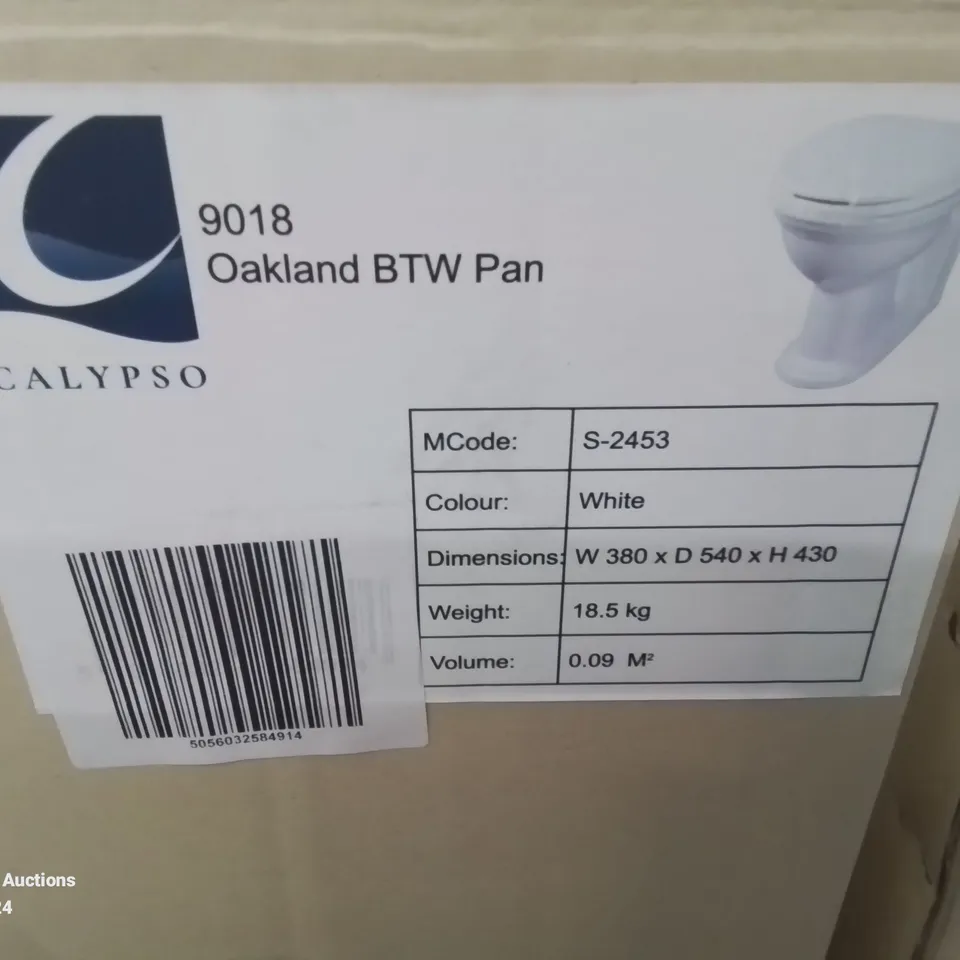 9018
Oakland BTW Pan
CALYPSO
MCode: S-2453
Colour: White
Dimensions: W 380 x D 540 x H 430
Weight: 18.5 kg
Volume: 0.09 M²
5056032584914
Auctions
24